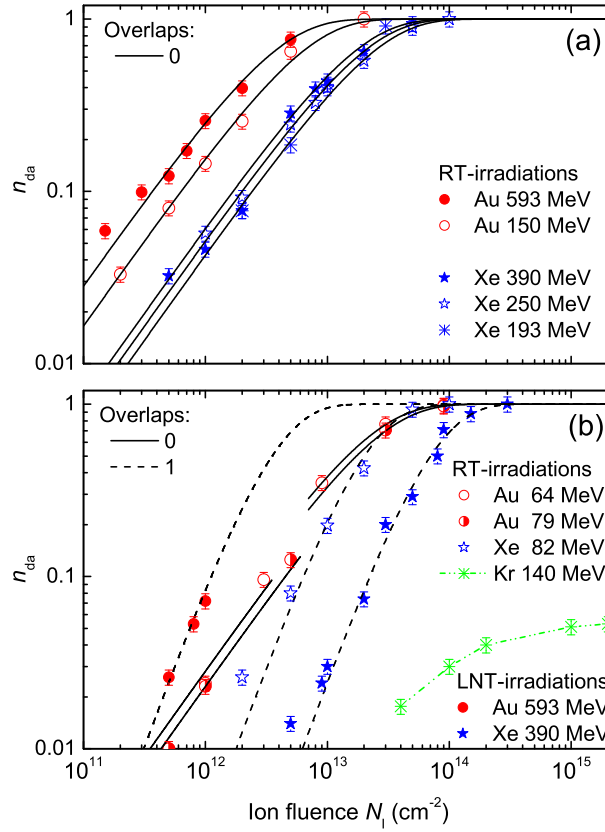 1
Overlaps:
0
(a)
n_da
0.1
RT-irradiations
Au 593 MeV
Au 150 MeV
Xe 390 MeV
Xe 250 MeV
Xe 193 MeV
0.01
1
Overlaps:
0
1
(b)
RT-irradiations
Au 64 MeV
Au 79 MeV
Xe 82 MeV
Kr 140 MeV
n_da
0.1
LNT-irradiations
Au 593 MeV
Xe 390 MeV
0.01
10^11 10^12 10^13 10^14 10^15
Ion fluence N_I (cm^-2)